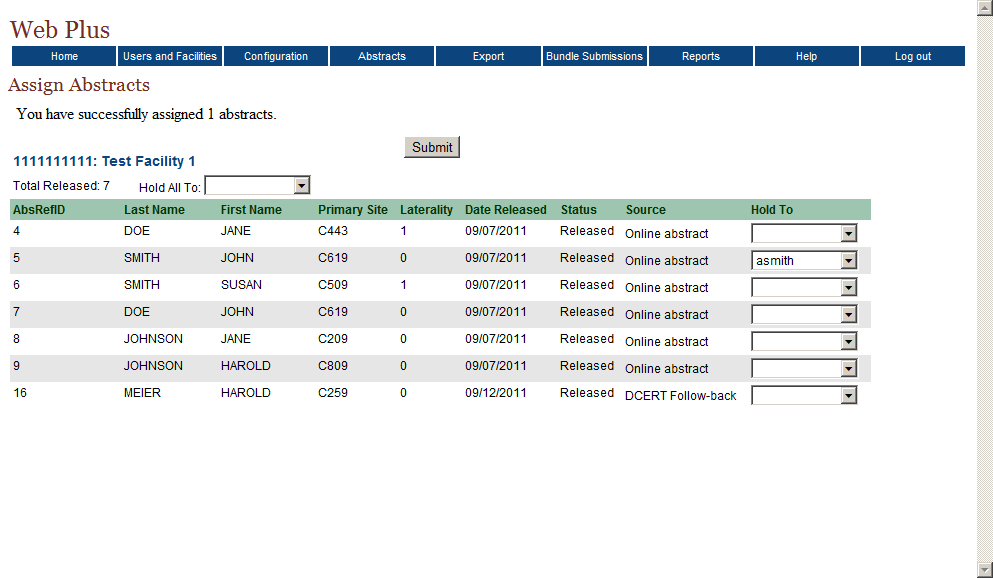 Web Plus
Home Users and Facilities Configuration Abstracts Export Bundle Submissions Reports Help Log out
Assign Abstracts
You have successfully assigned 1 abstracts.
Submit
1111111111: Test Facility 1
Total Released: 7 Hold All To:
AbsRefID Last Name First Name Primary Site Laterality Date Released Status Source Hold To
4 DOE JANE C443 1 09/07/2011 Released Online abstract
5 SMITH JOHN C619 0 09/07/2011 Released Online abstract asmith
6 SMITH SUSAN C509 1 09/07/2011 Released Online abstract
7 DOE JOHN C619 0 09/07/2011 Released Online abstract
8 JOHNSON JANE C209 0 09/07/2011 Released Online abstract
9 JOHNSON HAROLD C809 0 09/07/2011 Released Online abstract
16 MEIER HAROLD C259 0 09/12/2011 Released DCERT Follow-back